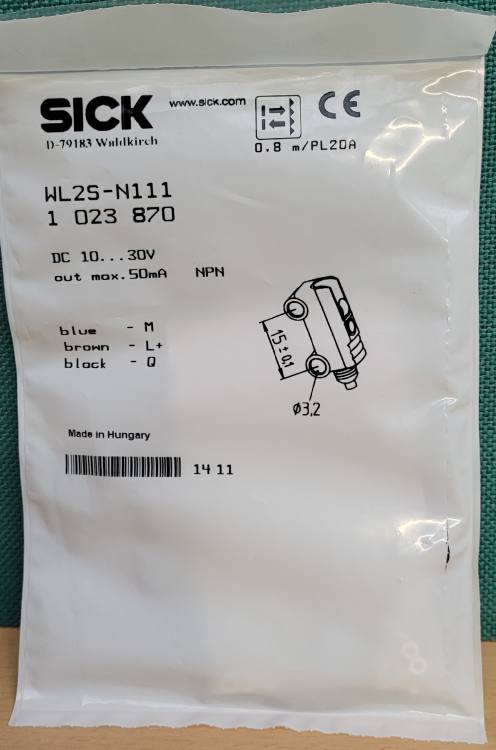 SICK www.sick.com CE
D-79183 Waldkirch
0.8 m/PL20A
WL2S-N111
1 023 870
DC 10...30V
out max.50mA NPN
blue - M
brown - L+
black - Q
15 ± 0,1
Ø3,2
Made in Hungary
14 11